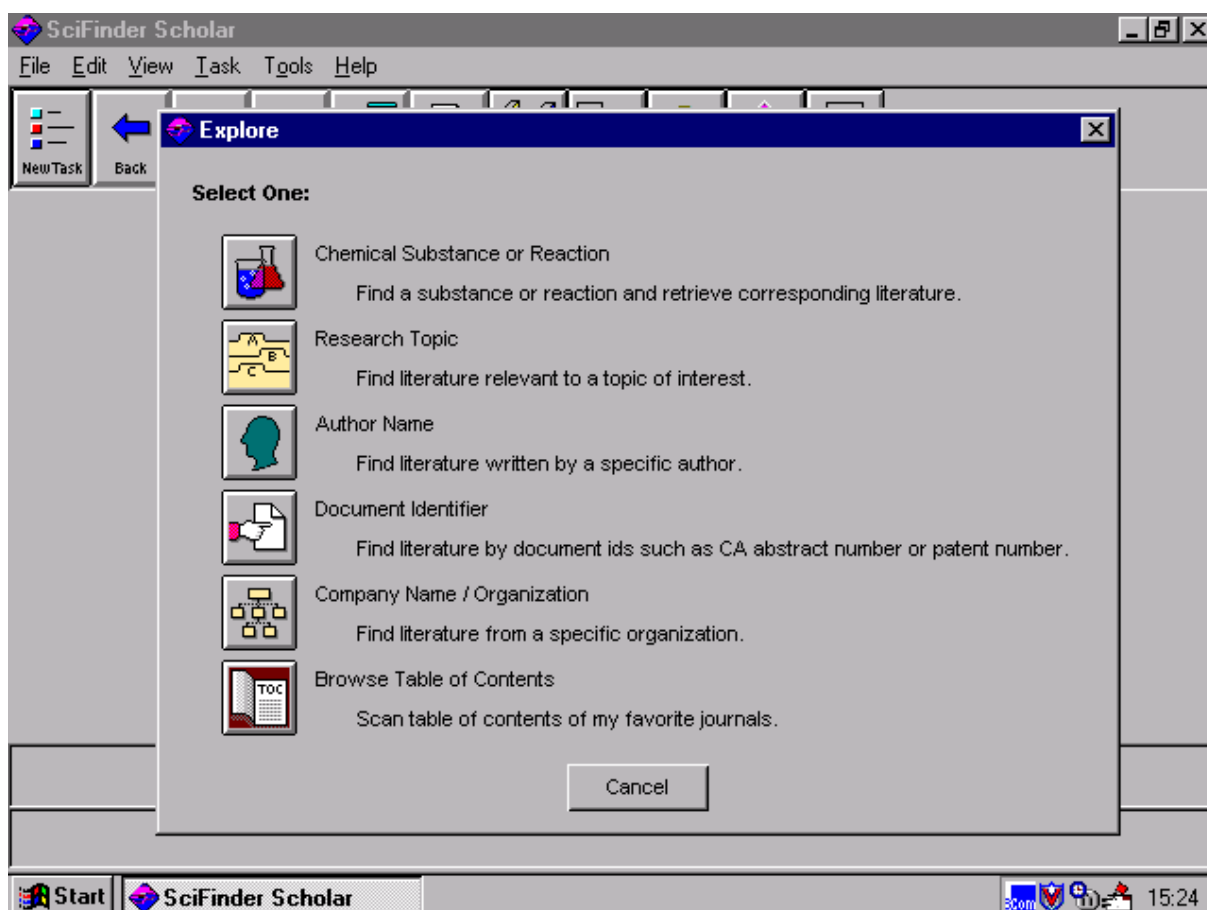 SciFinder Scholar
File Edit View Task Tools Help
New Task
Back
Explore
Select One:
Chemical Substance or Reaction
Find a substance or reaction and retrieve corresponding literature.
A
B
C
Research Topic
Find literature relevant to a topic of interest.
Author Name
Find literature written by a specific author.
Document Identifier
Find literature by document ids such as CA abstract number or patent number.
Company Name / Organization
Find literature from a specific organization.
TOC
Browse Table of Contents
Scan table of contents of my favorite journals.
Cancel
Start
SciFinder Scholar
3Com
15:24